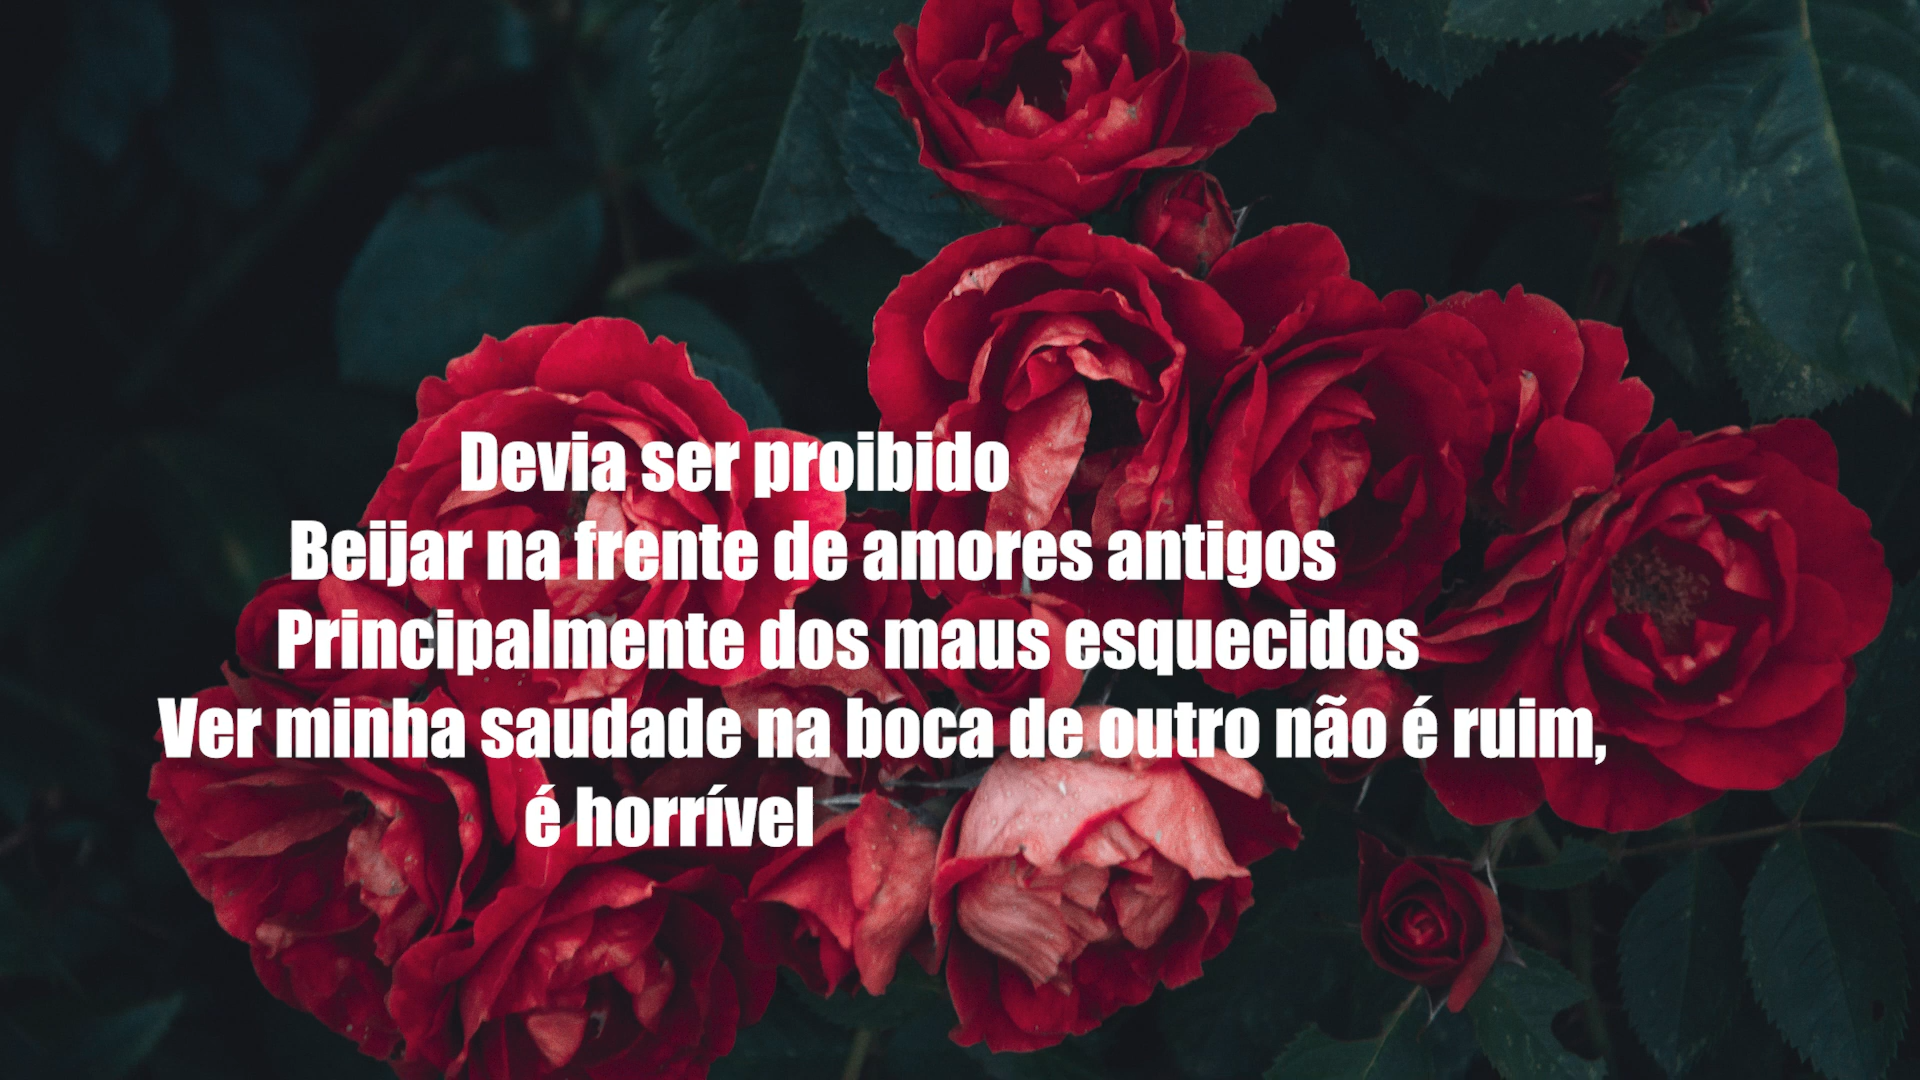 Devia ser proibido
Beijar na frente de amores antigos
Principalmente dos maus esquecidos
Ver minha saudade na boca de outro não é ruim,
é horrível